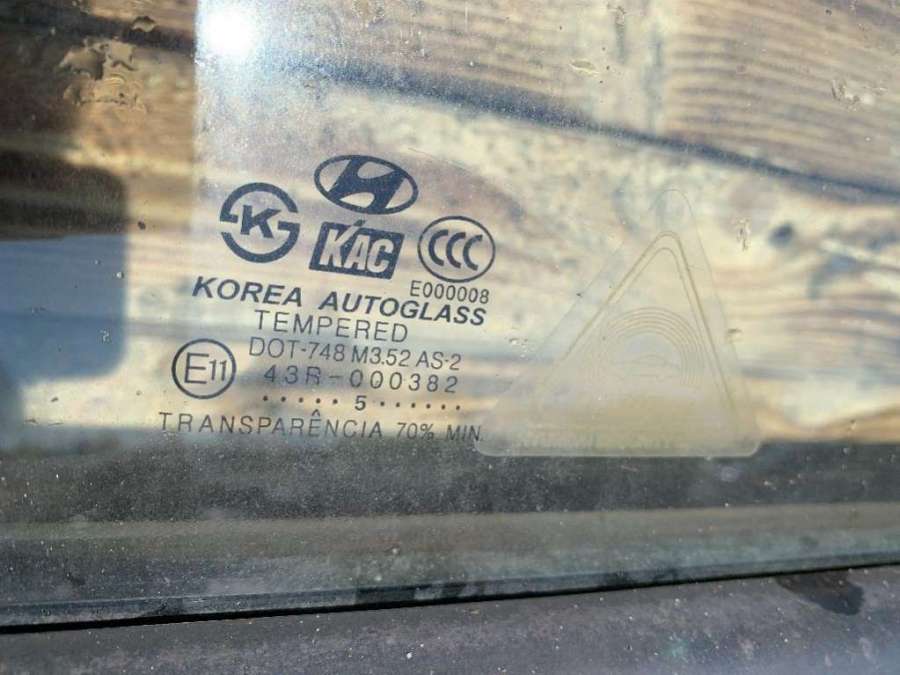 K
H
KAC
CCC
E000008
KOREA AUTOGLASS
TEMPERED
DOT-748 M3.52 AS-2
E11
43R-000382
·····5······
TRANSPARÊNCIA 70% MIN.